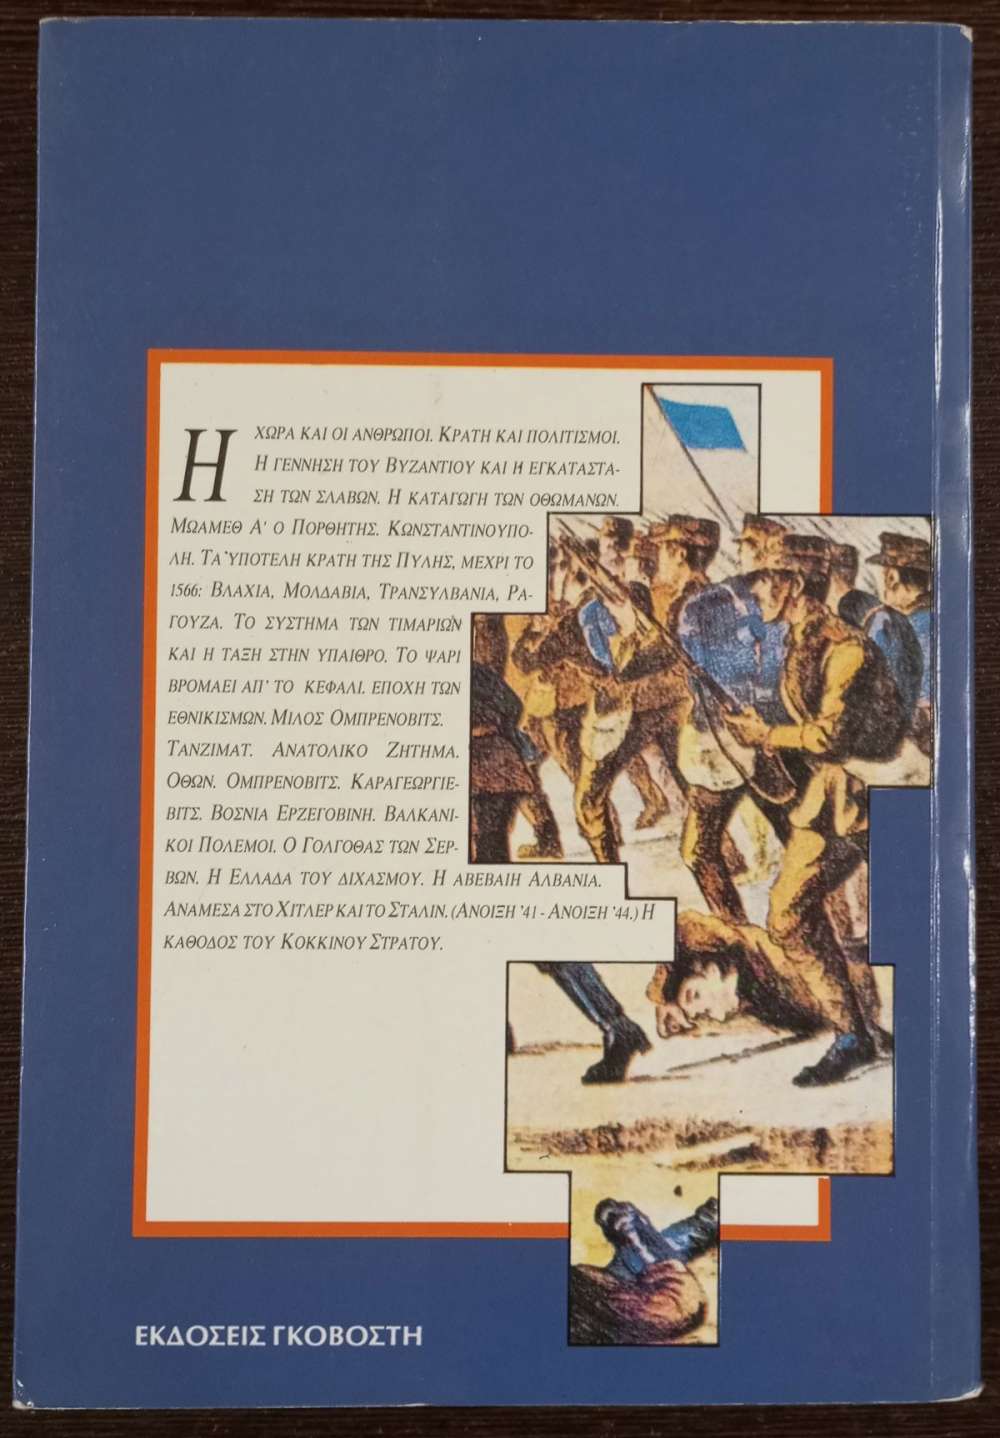 Η ΧΩΡΑ ΚΑΙ ΟΙ ΑΝΘΡΩΠΟΙ. ΚΡΑΤΗ ΚΑΙ ΠΟΛΙΤΙΣΜΟΙ.
Η ΓΕΝΝΗΣΗ ΤΟΥ ΒΥΖΑΝΤΙΟΥ ΚΑΙ Η ΕΓΚΑΤΑΣΤΑ-
ΣΗ ΤΩΝ ΣΛΑΒΩΝ. Η ΚΑΤΑΓΩΓΗ ΤΩΝ ΟΘΩΜΑΝΩΝ.
ΜΩΑΜΕΘ Α' Ο ΠΟΡΘΗΤΗΣ. ΚΩΝΣΤΑΝΤΙΝΟΥΠΟ-
ΛΗ. ΤΑ ΥΠΟΤΕΛΗ ΚΡΑΤΗ ΤΗΣ ΠΥΛΗΣ, ΜΕΧΡΙ ΤΟ
1566: ΒΛΑΧΙΑ, ΜΟΛΔΑΒΙΑ, ΤΡΑΝΣΥΛΒΑΝΙΑ, ΡΑ-
ΓΟΥΖΑ. ΤΟ ΣΥΣΤΗΜΑ ΤΩΝ ΤΙΜΑΡΙΩΝ
ΚΑΙ Η ΤΑΞΗ ΣΤΗΝ ΥΠΑΙΘΡΟ. ΤΟ ΨΑΡΙ
ΒΡΟΜΑΕΙ ΑΠ' ΤΟ ΚΕΦΑΛΙ. ΕΠΟΧΗ ΤΩΝ
ΕΘΝΙΚΙΣΜΩΝ. ΜΙΛΟΣ ΟΜΠΡΕΝΟΒΙΤΣ.
ΤΑΝΖΙΜΑΤ. ΑΝΑΤΟΛΙΚΟ ΖΗΤΗΜΑ.
ΟΘΩΝ. ΟΜΠΡΕΝΟΒΙΤΣ. ΚΑΡΑΓΕΩΡΓΙΕ-
ΒΙΤΣ. ΒΟΣΝΙΑ ΕΡΖΕΓΟΒΙΝΗ. ΒΑΛΚΑΝΙ-
ΚΟΙ ΠΟΛΕΜΟΙ. Ο ΓΟΛΓΟΘΑΣ ΤΩΝ ΣΕΡ-
ΒΩΝ. Η ΕΛΛΑΔΑ ΤΟΥ ΔΙΧΑΣΜΟΥ. Η ΑΒΕΒΑΙΗ ΑΛΒΑΝΙΑ.
ΑΝΑΜΕΣΑ ΣΤΟ ΧΙΤΛΕΡ ΚΑΙ ΤΟ ΣΤΑΛΙΝ. (ΑΝΟΙΞΗ '41 - ΑΝΟΙΞΗ '44.) Η
ΚΑΘΟΔΟΣ ΤΟΥ ΚΟΚΚΙΝΟΥ ΣΤΡΑΤΟΥ.
ΕΚΔΟΣΕΙΣ ΓΚΟΒΟΣΤΗ